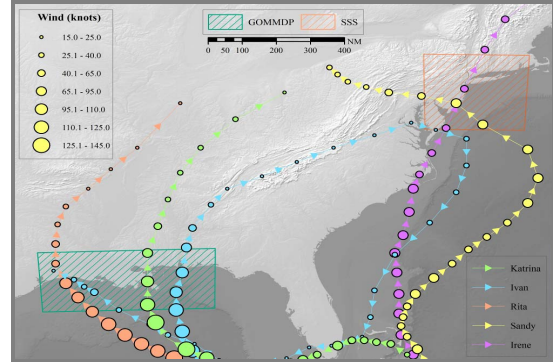 Wind (knots)
15.0 - 25.0
25.1 - 40.0
40.1 - 65.0
65.1 - 95.0
95.1 - 110.0
110.1 - 125.0
125.1 - 145.0
GOMMDP
SSS
NM
0 50 100 200 300 400
Katrina
Ivan
Rita
Sandy
Irene